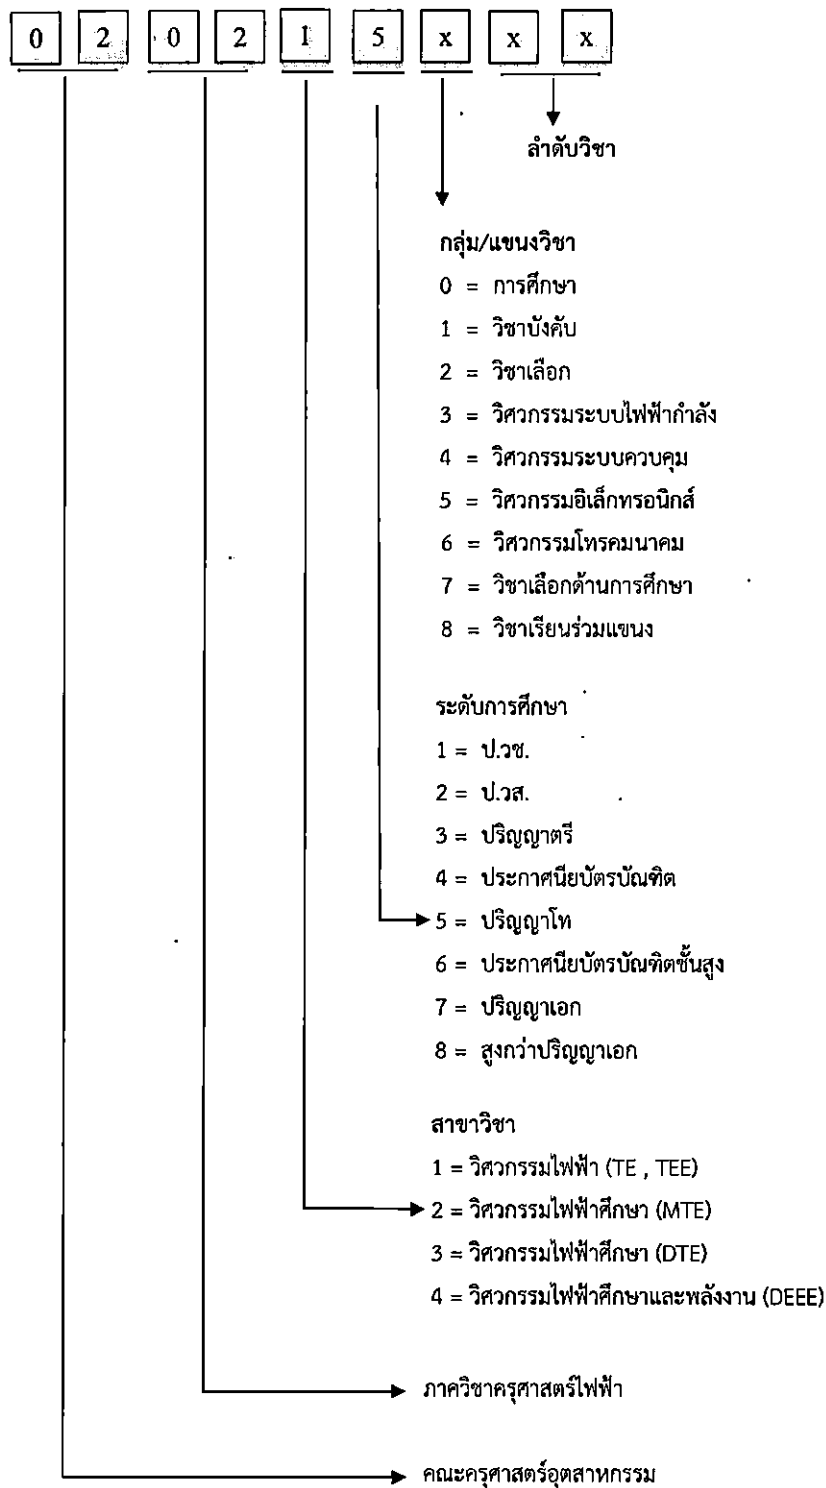 0 2 0 2 1 5 x x x
ลำดับวิชา
กลุ่ม/แขนงวิชา
0 = การศึกษา
1 = วิชาบังคับ
2 = วิชาเลือก
3 = วิศวกรรมระบบไฟฟ้ากำลัง
4 = วิศวกรรมระบบควบคุม
5 = วิศวกรรมอิเล็กทรอนิกส์
6 = วิศวกรรมโทรคมนาคม
7 = วิชาเลือกด้านการศึกษา
8 = วิชาเรียนร่วมแขนง
ระดับการศึกษา
1 = ป.วช.
2 = ป.วส.
3 = ปริญญาตรี
4 = ประกาศนียบัตรบัณฑิต
5 = ปริญญาโท
6 = ประกาศนียบัตรบัณฑิตชั้นสูง
7 = ปริญญาเอก
8 = สูงกว่าปริญญาเอก
สาขาวิชา
1 = วิศวกรรมไฟฟ้า (TE , TEE)
2 = วิศวกรรมไฟฟ้าศึกษา (MTE)
3 = วิศวกรรมไฟฟ้าศึกษา (DTE)
4 = วิศวกรรมไฟฟ้าศึกษาและพลังงาน (DEEE)
ภาควิชาครุศาสตร์ไฟฟ้า
คณะครุศาสตร์อุตสาหกรรม